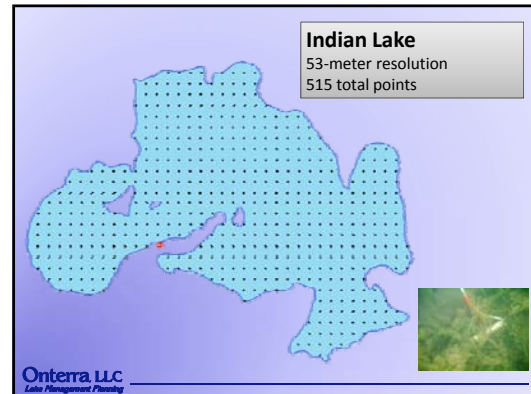 Indian Lake
53-meter resolution
515 total points
Onterra, LLC
Lake Management Planning